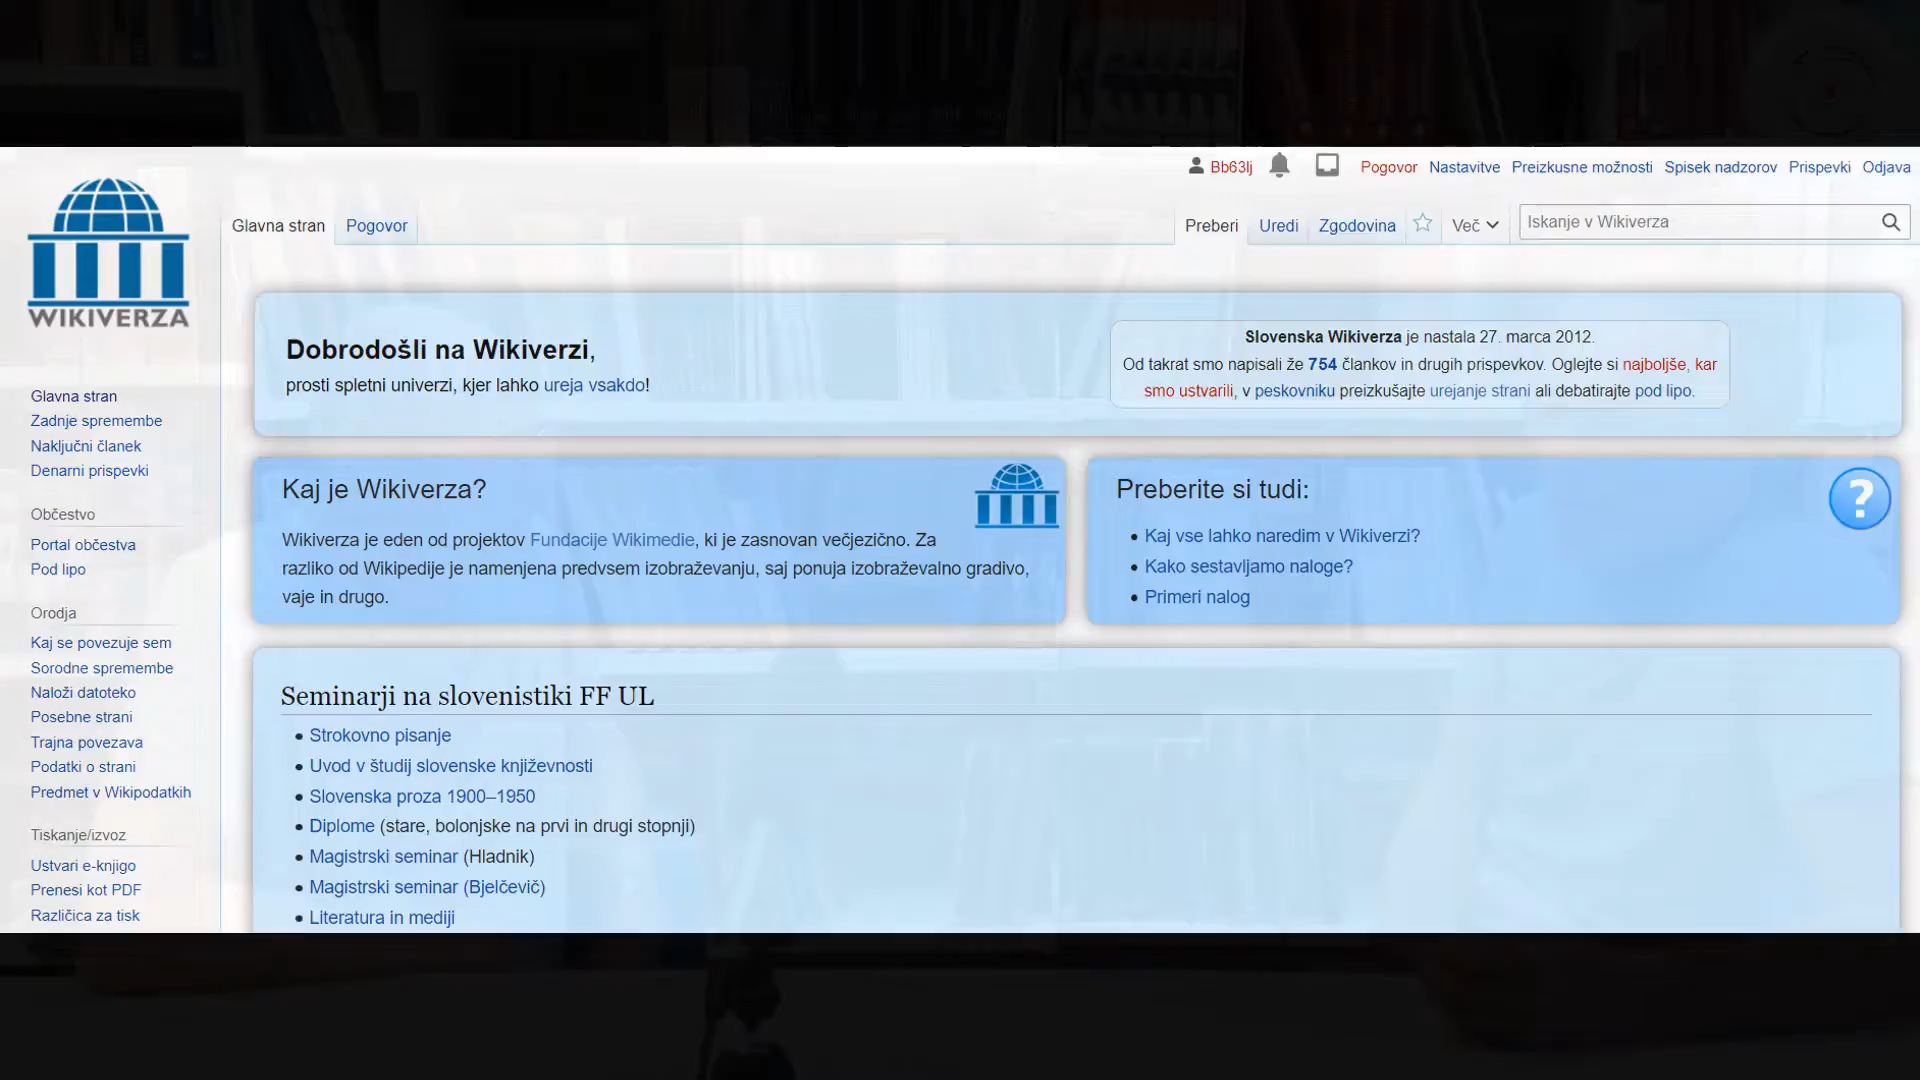 Bb63lj Pogovor Nastavitve Preizkusne možnosti Spisek nadzorov Prispevki Odjava
Glavna stran Pogovor Preberi Uredi Zgodovina Več Iskanje v Wikiverza
WIKIVERZA
Glavna stran
Zadnje spremembe
Naključni članek
Denarni prispevki
Občestvo
Portal občestva
Pod lipo
Orodja
Kaj se povezuje sem
Sorodne spremembe
Naloži datoteko
Posebne strani
Trajna povezava
Podatki o strani
Predmet v Wikipodatkih
Tiskanje/izvoz
Ustvari e-knjigo
Prenesi kot PDF
Različica za tisk
Dobrodošli na Wikiverzi,
prosti spletni univerzi, kjer lahko ureja vsakdo!
Slovenska Wikiverza je nastala 27. marca 2012.
Od takrat smo napisali že 754 člankov in drugih prispevkov. Oglejte si najboljše, kar
smo ustvarili, v peskovniku preizkušajte urejanje strani ali debatirajte pod lipo.
Kaj je Wikiverza?
Wikiverza je eden od projektov Fundacije Wikimedie, ki je zasnovan večjezično. Za
razliko od Wikipedije je namenjena predvsem izobraževanju, saj ponuja izobraževalno gradivo,
vaje in drugo.
Preberite si tudi:
• Kaj vse lahko naredim v Wikiverzi?
• Kako sestavljamo naloge?
• Primeri nalog
Seminarji na slovenistiki FF UL
• Strokovno pisanje
• Uvod v študij slovenske književnosti
• Slovenska proza 1900–1950
• Diplome (stare, bolonjske na prvi in drugi stopnji)
• Magistrski seminar (Hladnik)
• Magistrski seminar (Bjelčevič)
• Literatura in mediji